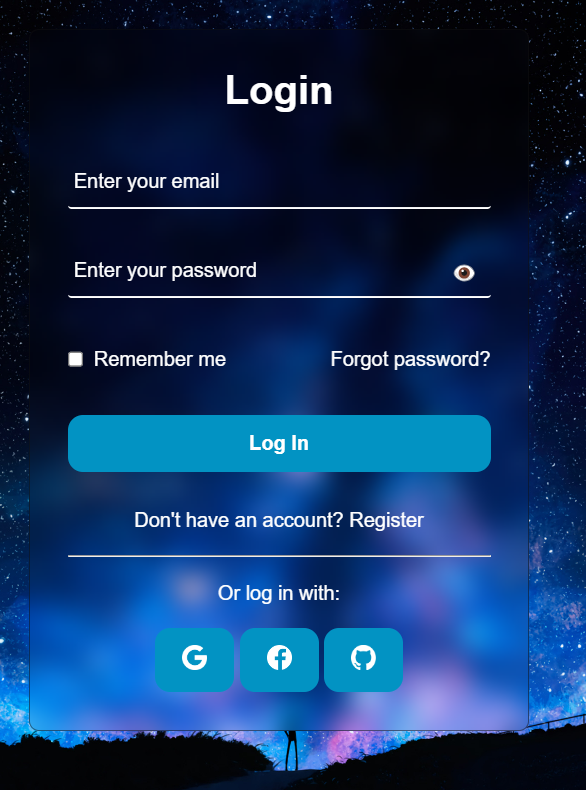 Login
Enter your email
Enter your password
Remember me Forgot password?
Log In
Don't have an account? Register
Or log in with: